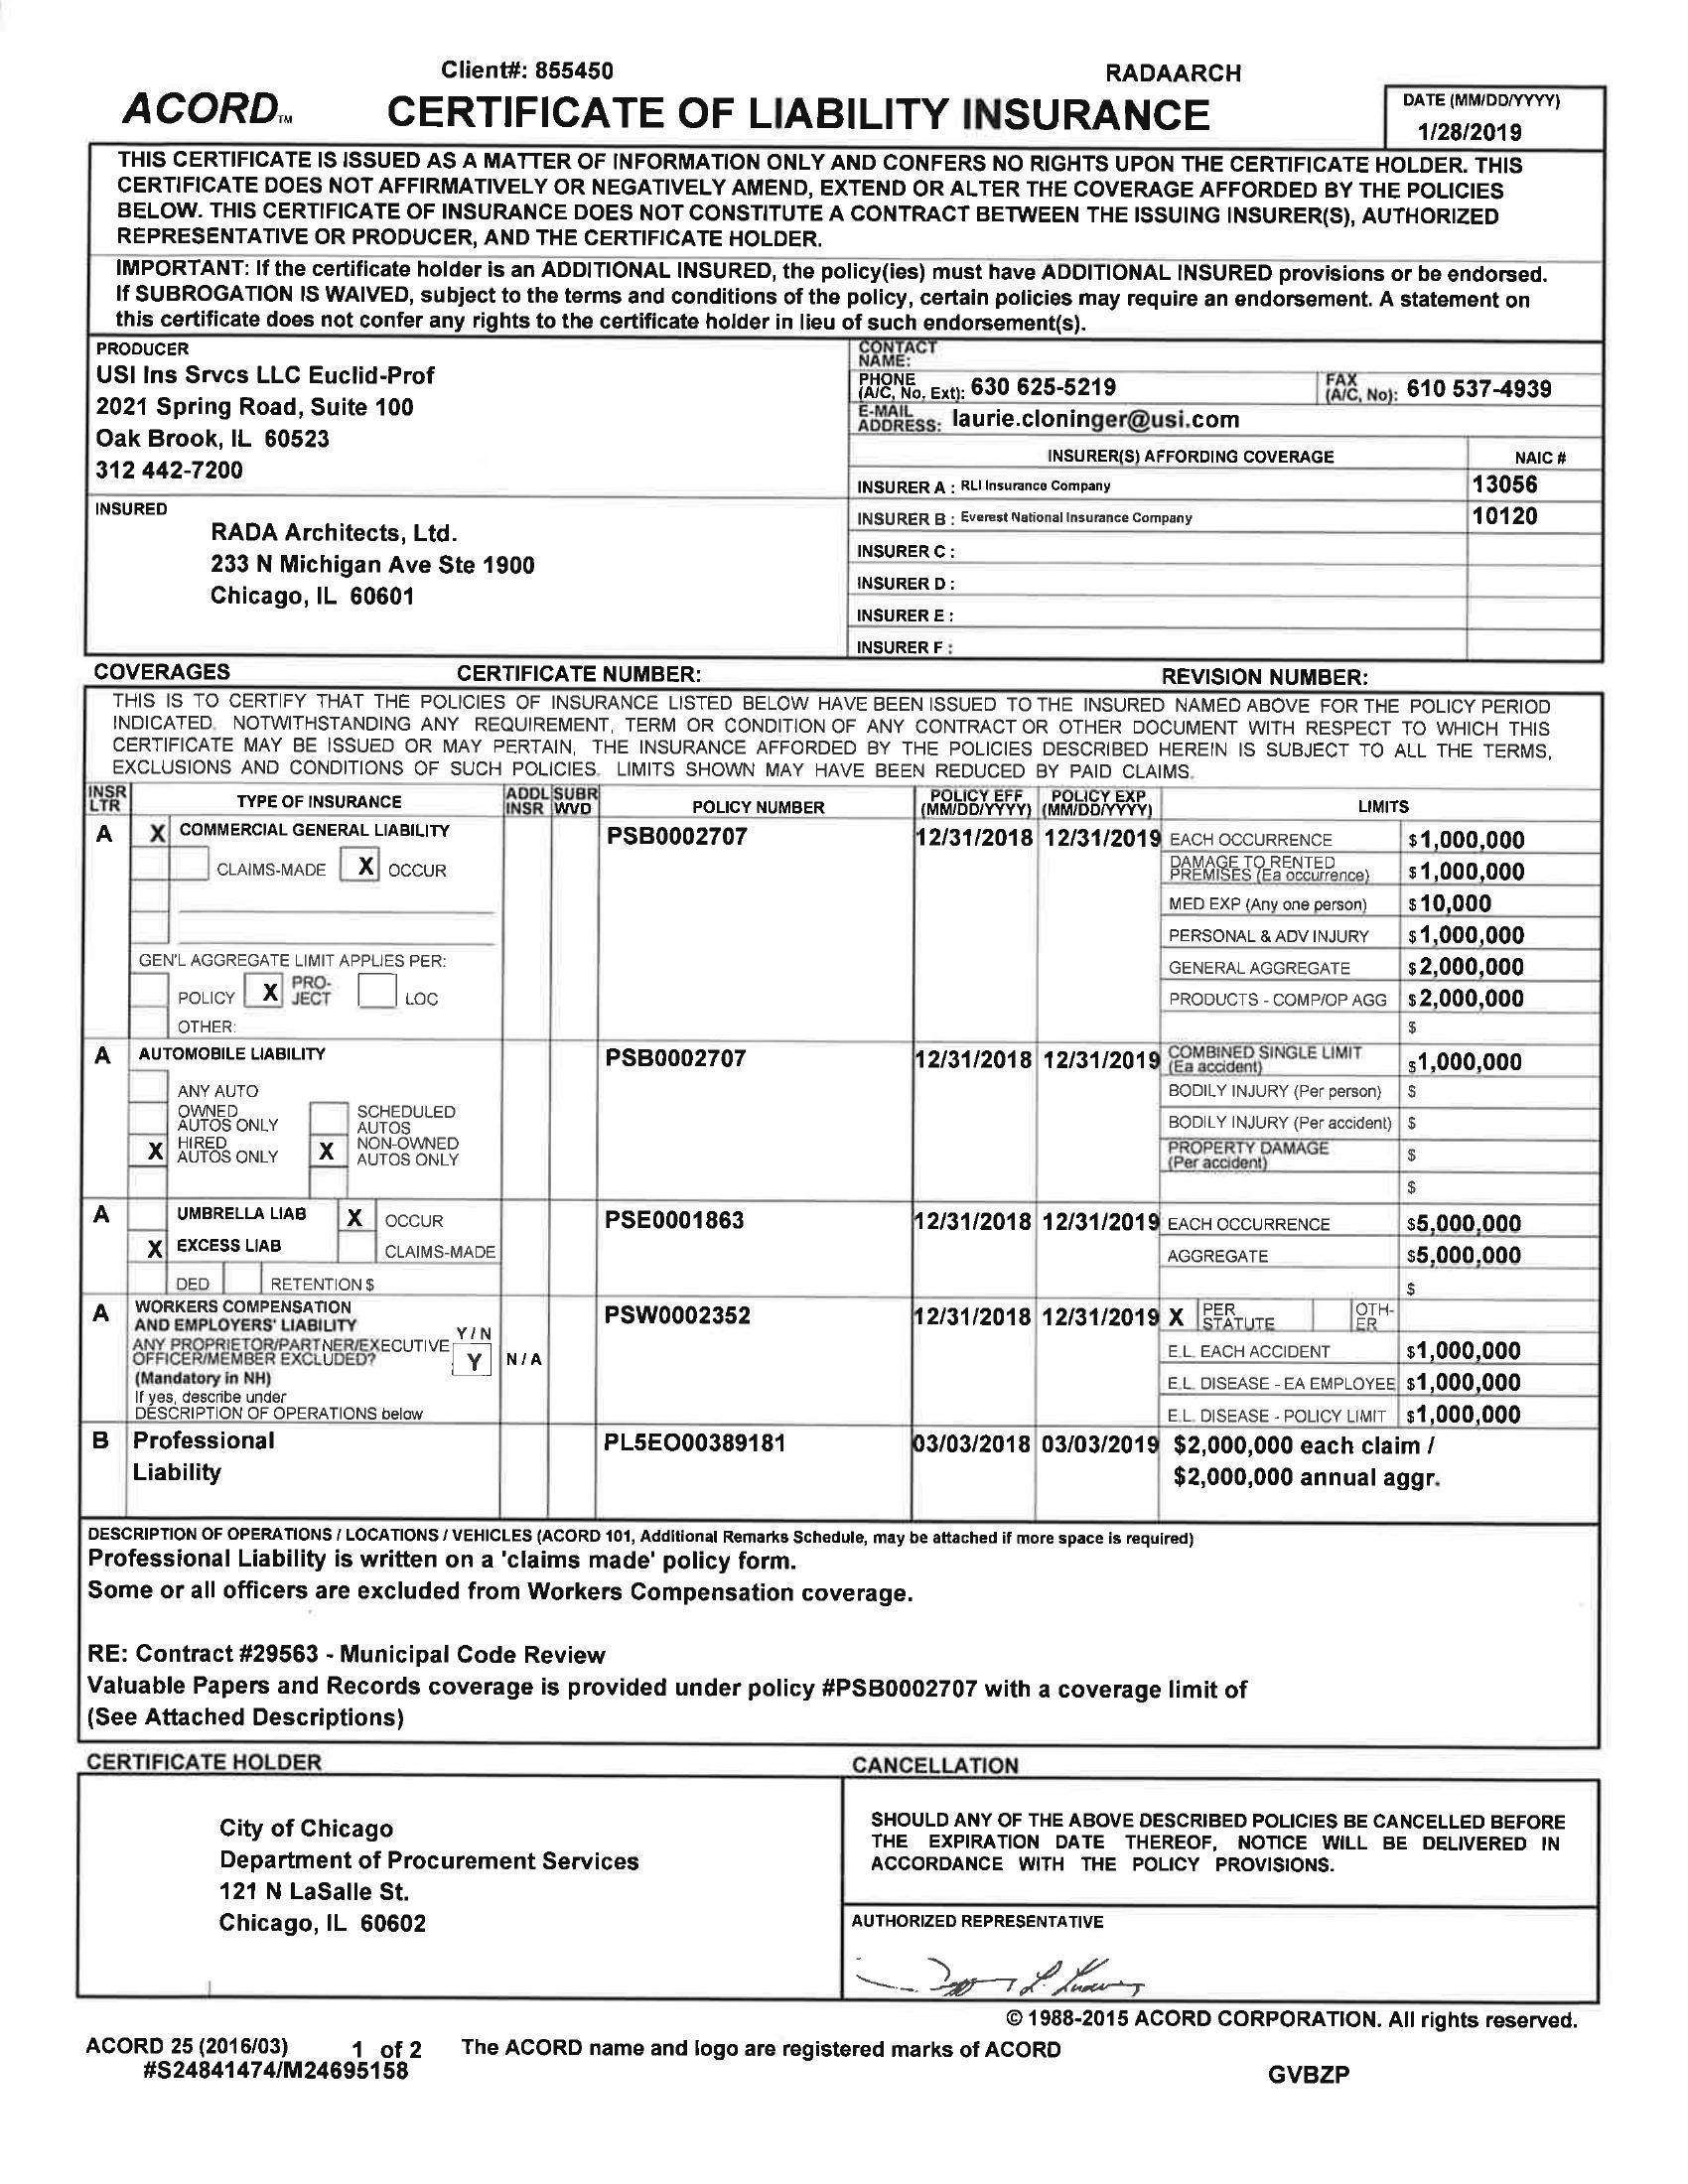 Client#: 855450 RADAARCH
ACORD™ CERTIFICATE OF LIABILITY INSURANCE
DATE (MM/DD/YYYY)
1/28/2019
THIS CERTIFICATE IS ISSUED AS A MATTER OF INFORMATION ONLY AND CONFERS NO RIGHTS UPON THE CERTIFICATE HOLDER. THIS
CERTIFICATE DOES NOT AFFIRMATIVELY OR NEGATIVELY AMEND, EXTEND OR ALTER THE COVERAGE AFFORDED BY THE POLICIES
BELOW. THIS CERTIFICATE OF INSURANCE DOES NOT CONSTITUTE A CONTRACT BETWEEN THE ISSUING INSURER(S), AUTHORIZED
REPRESENTATIVE OR PRODUCER, AND THE CERTIFICATE HOLDER.
IMPORTANT: If the certificate holder is an ADDITIONAL INSURED, the policy(ies) must have ADDITIONAL INSURED provisions or be endorsed.
If SUBROGATION IS WAIVED, subject to the terms and conditions of the policy, certain policies may require an endorsement. A statement on
this certificate does not confer any rights to the certificate holder in lieu of such endorsement(s).
PRODUCER
USI Ins Srvcs LLC Euclid-Prof
2021 Spring Road, Suite 100
Oak Brook, IL 60523
312 442-7200
CONTACT
NAME:
PHONE
(A/C, No, Ext): 630 625-5219
FAX
(A/C, No): 610 537-4939
E-MAIL
ADDRESS: laurie.cloninger@usi.com
INSURER(S) AFFORDING COVERAGE NAIC #
INSURER A : RLI Insurance Company 13056
INSURER B : Everest National Insurance Company 10120
INSURER C :
INSURER D :
INSURER E :
INSURER F :
INSURED
RADA Architects, Ltd.
233 N Michigan Ave Ste 1900
Chicago, IL 60601
COVERAGES CERTIFICATE NUMBER: REVISION NUMBER:
THIS IS TO CERTIFY THAT THE POLICIES OF INSURANCE LISTED BELOW HAVE BEEN ISSUED TO THE INSURED NAMED ABOVE FOR THE POLICY PERIOD
INDICATED. NOTWITHSTANDING ANY REQUIREMENT, TERM OR CONDITION OF ANY CONTRACT OR OTHER DOCUMENT WITH RESPECT TO WHICH THIS
CERTIFICATE MAY BE ISSUED OR MAY PERTAIN, THE INSURANCE AFFORDED BY THE POLICIES DESCRIBED HEREIN IS SUBJECT TO ALL THE TERMS,
EXCLUSIONS AND CONDITIONS OF SUCH POLICIES. LIMITS SHOWN MAY HAVE BEEN REDUCED BY PAID CLAIMS.
INSR ADDL SUBR POLICY EFF POLICY EXP
LTR TYPE OF INSURANCE INSR WVD POLICY NUMBER (MM/DD/YYYY) (MM/DD/YYYY) LIMITS
A X COMMERCIAL GENERAL LIABILITY PSB0002707 12/31/2018 12/31/2019 EACH OCCURRENCE $1,000,000
CLAIMS-MADE X OCCUR DAMAGE TO RENTED
PREMISES (Ea occurrence) $1,000,000
MED EXP (Any one person) $10,000
PERSONAL & ADV INJURY $1,000,000
GEN'L AGGREGATE LIMIT APPLIES PER: GENERAL AGGREGATE $2,000,000
POLICY X PRO-
JECT LOC PRODUCTS - COMP/OP AGG $2,000,000
OTHER: $
A AUTOMOBILE LIABILITY PSB0002707 12/31/2018 12/31/2019 COMBINED SINGLE LIMIT
(Ea accident) $1,000,000
ANY AUTO BODILY INJURY (Per person) $
OWNED
AUTOS ONLY SCHEDULED
AUTOS BODILY INJURY (Per accident) $
X HIRED
AUTOS ONLY X NON-OWNED
AUTOS ONLY PROPERTY DAMAGE
(Per accident) $
$
A UMBRELLA LIAB X OCCUR PSE0001863 12/31/2018 12/31/2019 EACH OCCURRENCE $5,000,000
X EXCESS LIAB CLAIMS-MADE AGGREGATE $5,000,000
DED RETENTION $ $
A WORKERS COMPENSATION
AND EMPLOYERS' LIABILITY PSW0002352 12/31/2018 12/31/2019 X PER
STATUTE OTH-
ER
Y / N
ANY PROPRIETOR/PARTNER/EXECUTIVE
OFFICER/MEMBER EXCLUDED? Y N / A E.L. EACH ACCIDENT $1,000,000
(Mandatory in NH) E.L. DISEASE - EA EMPLOYEE $1,000,000
If yes, describe under
DESCRIPTION OF OPERATIONS below E.L. DISEASE - POLICY LIMIT $1,000,000
B Professional PL5EO00389181 03/03/2018 03/03/2019 $2,000,000 each claim /
Liability $2,000,000 annual aggr.
DESCRIPTION OF OPERATIONS / LOCATIONS / VEHICLES (ACORD 101, Additional Remarks Schedule, may be attached if more space is required)
Professional Liability is written on a 'claims made' policy form.
Some or all officers are excluded from Workers Compensation coverage.
RE: Contract #29563 - Municipal Code Review
Valuable Papers and Records coverage is provided under policy #PSB0002707 with a coverage limit of
(See Attached Descriptions)
CERTIFICATE HOLDER
City of Chicago
Department of Procurement Services
121 N LaSalle St.
Chicago, IL 60602
CANCELLATION
SHOULD ANY OF THE ABOVE DESCRIBED POLICIES BE CANCELLED BEFORE
THE EXPIRATION DATE THEREOF, NOTICE WILL BE DELIVERED IN
ACCORDANCE WITH THE POLICY PROVISIONS.
AUTHORIZED REPRESENTATIVE
© 1988-2015 ACORD CORPORATION. All rights reserved.
ACORD 25 (2016/03) 1 of 2 The ACORD name and logo are registered marks of ACORD
#S24841474/M24695158 GVBZP